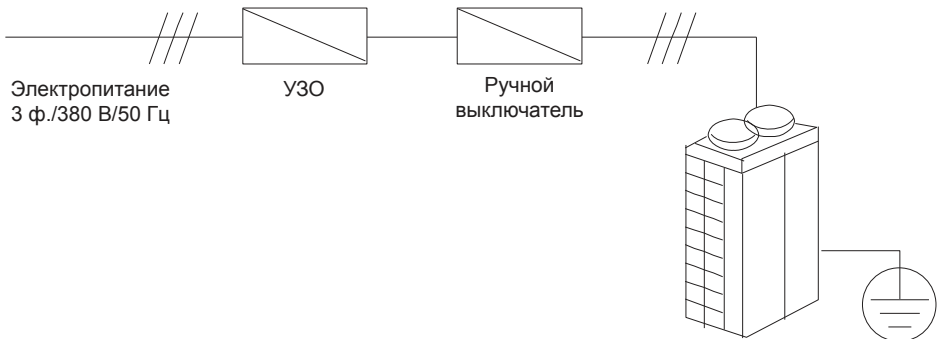 Электропитание
3 ф./380 В/50 Гц
УЗО
Ручной
выключатель